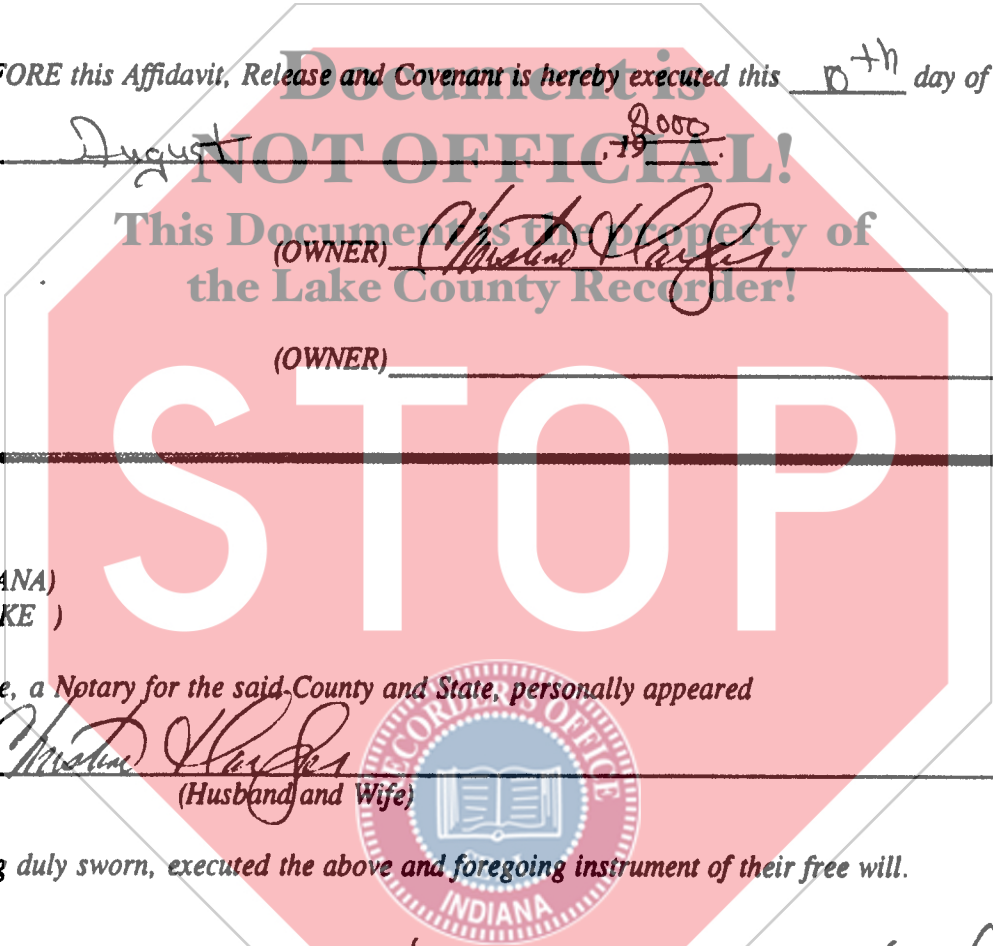 FORE this Affidavit, Release and Covenant is hereby executed this 10th day of
Document is
August , 19 2000.
NOT OFFICIAL!
This Document is the property of
(OWNER) Christine
the Lake County Recorder!
(OWNER)
STOP
ANA)
KE )
e, a Notary for the said County and State, personally appeared
Christine
(Husband and Wife)
RECORDER'S OFFICE
g duly sworn, executed the above and foregoing instrument of their free will.
INDIANA